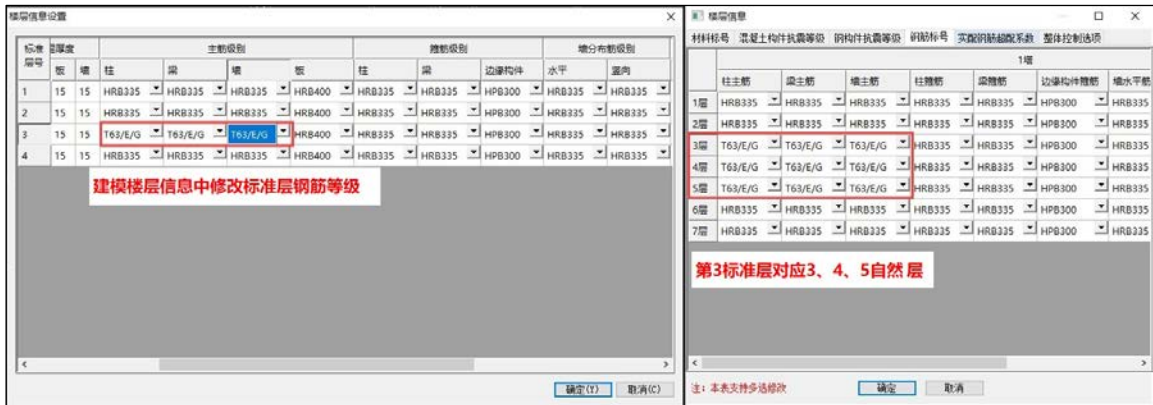 楼层信息设置
标准层号 层厚度 主筋级别 箍筋级别 墙分布筋级别
板 墙 柱 梁 墙 板 柱 梁 边缘构件 水平 竖向
1 15 15 HRB335 HRB335 HRB335 HRB400 HRB335 HRB335 HPB300 HRB335 HRB335
2 15 15 HRB335 HRB335 HRB335 HRB400 HRB335 HRB335 HPB300 HRB335 HRB335
3 15 15 T63/E/G T63/E/G T63/E/G HRB400 HRB335 HRB335 HPB300 HRB335 HRB335
4 15 15 HRB335 HRB335 HRB335 HRB400 HRB335 HRB335 HPB300 HRB335 HRB335
建模楼层信息中修改标准层钢筋等级
确定(Y) 取消(C)
楼层信息
材料标号 混凝土构件抗震等级 钢构件抗震等级 钢筋标号 实配钢筋超配系数 整体控制选项
1塔
柱主筋 梁主筋 墙主筋 柱箍筋 梁箍筋 边缘构件箍筋 墙水平筋
1层 HRB335 HRB335 HRB335 HRB335 HRB335 HPB300 HRB335
2层 HRB335 HRB335 HRB335 HRB335 HRB335 HPB300 HRB335
3层 T63/E/G T63/E/G T63/E/G HRB335 HRB335 HPB300 HRB335
4层 T63/E/G T63/E/G T63/E/G HRB335 HRB335 HPB300 HRB335
5层 T63/E/G T63/E/G T63/E/G HRB335 HRB335 HPB300 HRB335
6层 HRB335 HRB335 HRB335 HRB335 HRB335 HPB300 HRB335
7层 HRB335 HRB335 HRB335 HRB335 HRB335 HPB300 HRB335
第3标准层对应3、4、5自然层
注：本表支持多选修改 确定 取消